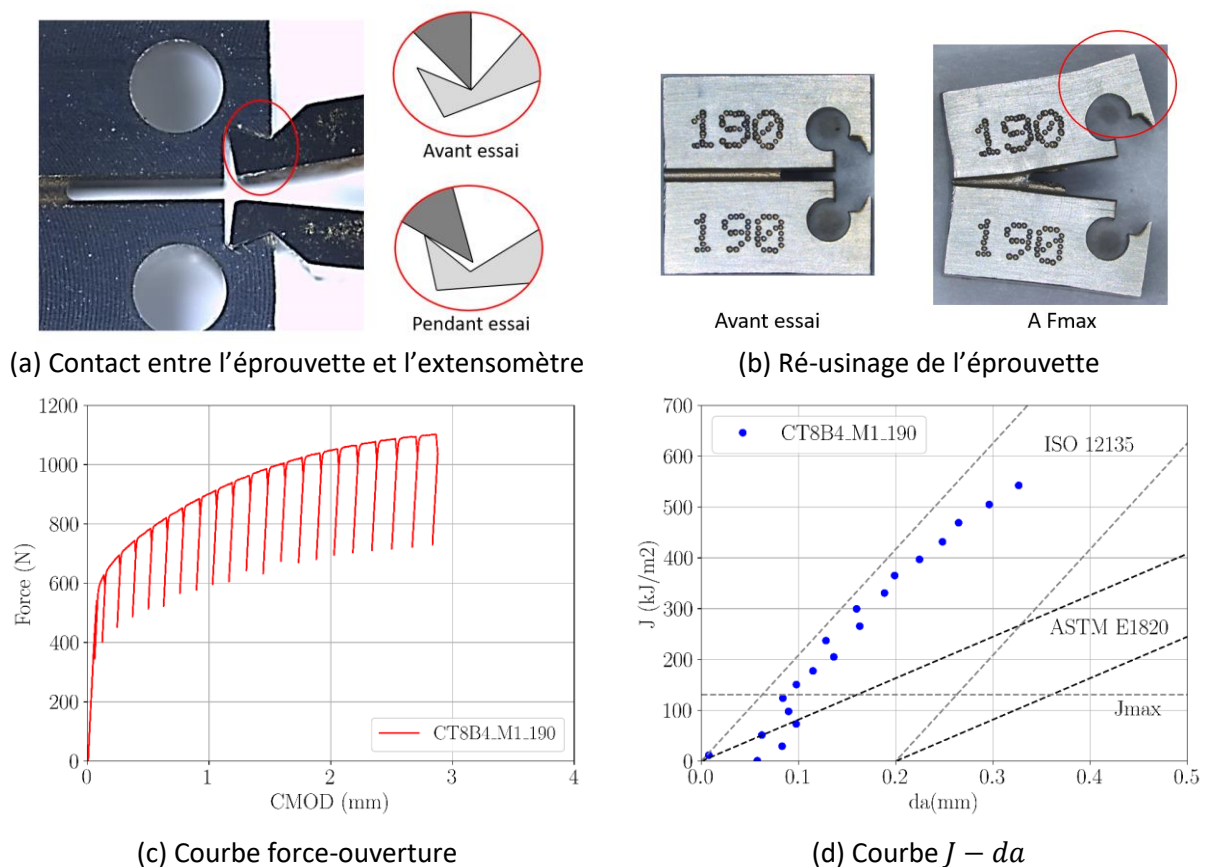 Avant essai
Pendant essai
(a) Contact entre l'éprouvette et l'extensomètre
190
190
Avant essai
190
190
A Fmax
(b) Ré-usinage de l'éprouvette
1200
1000
800
600
400
200
0
Force (N)
0
1
2
3
4
CMOD (mm)
CT8B4_M1_190
(c) Courbe force-ouverture
700
600
500
400
300
200
100
0
J (kJ/m2)
CT8B4_M1_190
ISO 12135
ASTM E1820
Jmax
0.0
0.1
0.2
0.3
0.4
0.5
da(mm)
(d) Courbe J − da